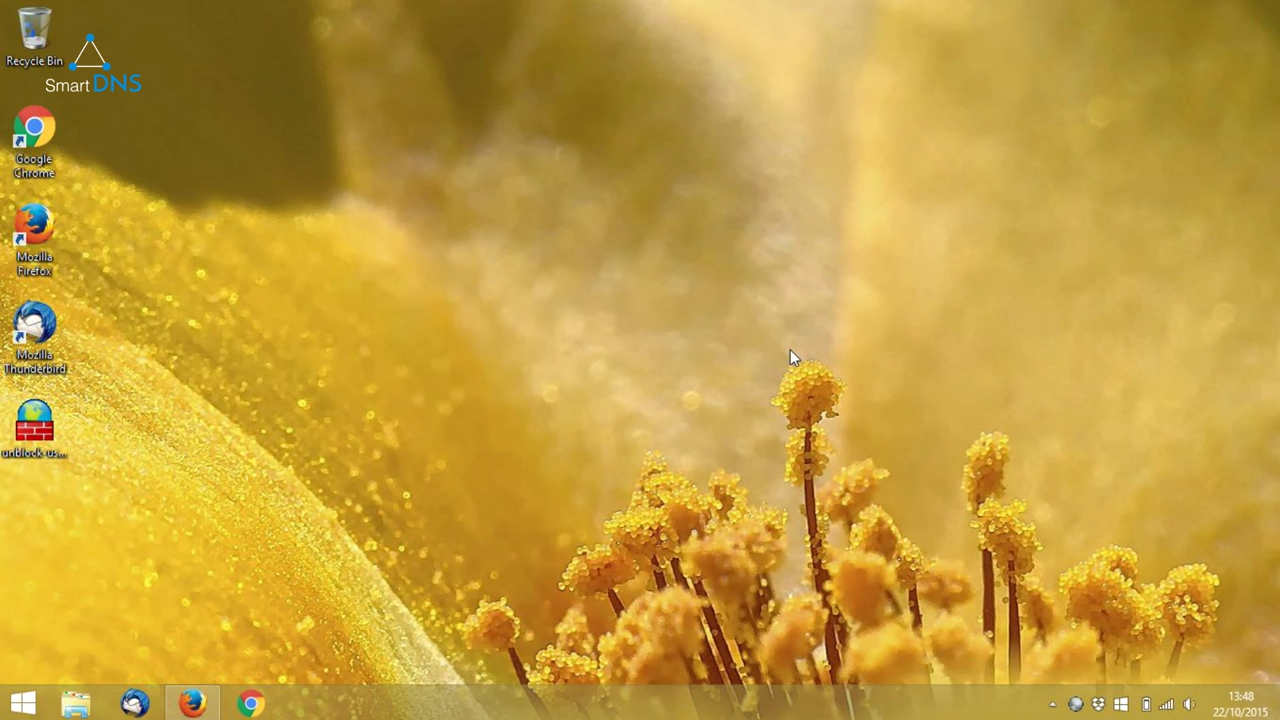 Recycle Bin
Smart DNS
Google
Chrome
Mozilla
Firefox
Mozilla
Thunderbird
unblock-us...
13:48
22/10/2015